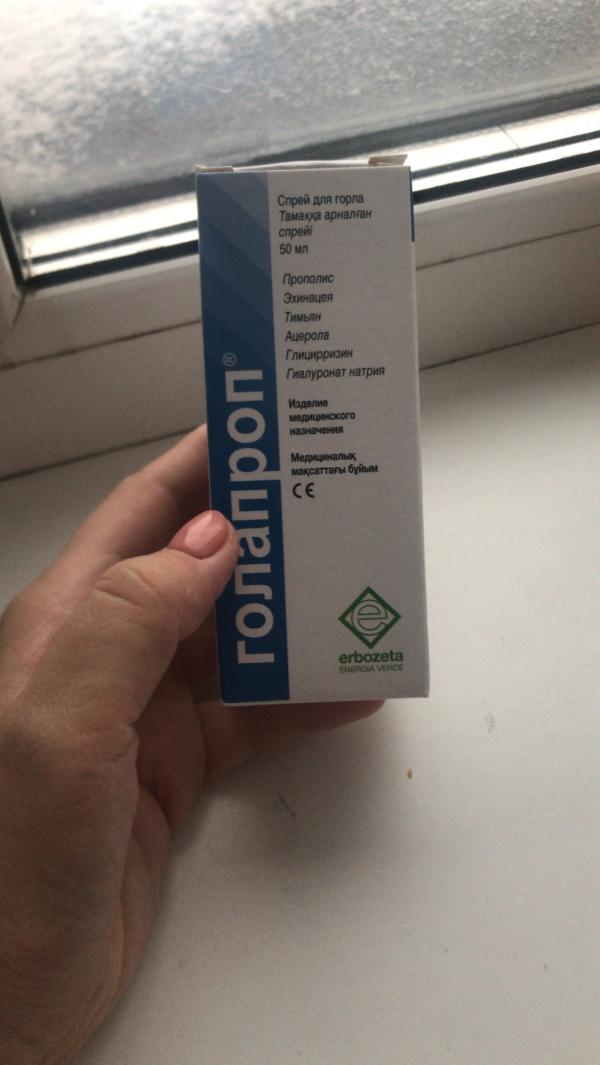 Спрей для горла
Тамаққа арналған
спрейі
50 мл
Прополис
Эхинацея
Тимьян
Ацерола
Глицирризин
Гиалуронат натрия
Изделие
медицинского
назначения
Медициналық
мақсаттағы бұйым
CE
голапроп®
e
erbozeta
ENERGIA VERDE